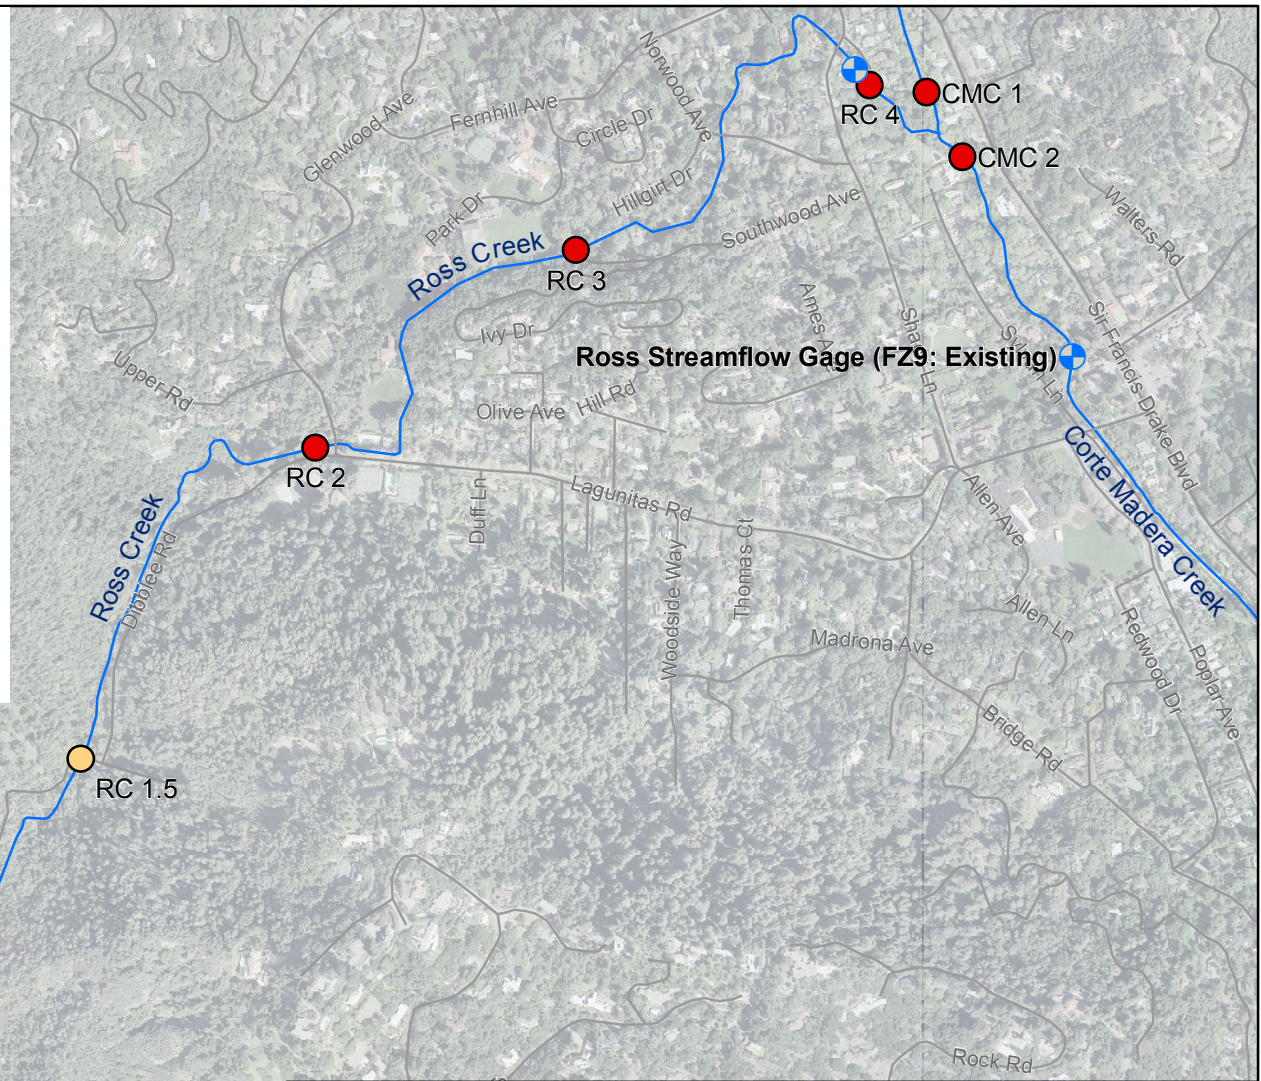 Norwood Ave
Glenwood Ave
Fernhill Ave
Circle Dr
RC 4
CMC 1
CMC 2
Hillgirt Dr
Park Dr
Southwood Ave
Walters Rd
Ross Creek
RC 3
Ivy Dr
Ames
Ln
Sir Francis Drake Blvd
Ross Streamflow Gage (FZ9: Existing)
Ln
Upper Rd
Olive Ave
Hill Rd
RC 2
Corte Madera Creek
Lagunitas Rd
Duff Ln
Allen Ave
Ross Creek
Dibblee Rd
Woodside Way
Thomas Ct
Allen Ln
Madrona Ave
Redwood Dr
Poplar Ave
Bridge Rd
RC 1.5
Rock Rd